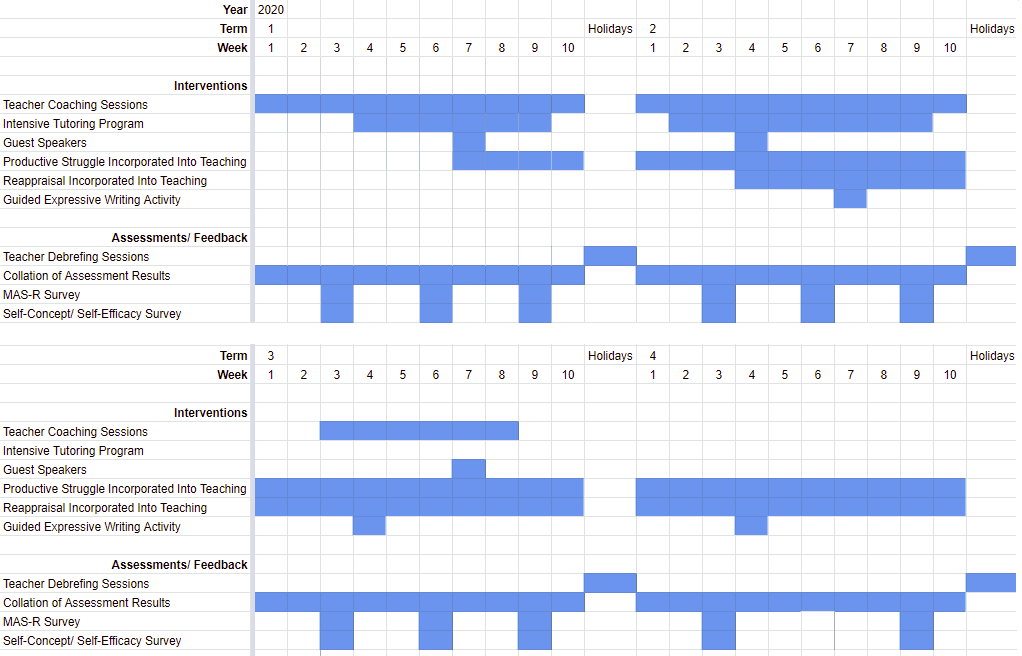 Year 2020
Term 1 Holidays 2 Holidays
Week 1 2 3 4 5 6 7 8 9 10 1 2 3 4 5 6 7 8 9 10
Interventions
Teacher Coaching Sessions
Intensive Tutoring Program
Guest Speakers
Productive Struggle Incorporated Into Teaching
Reappraisal Incorporated Into Teaching
Guided Expressive Writing Activity
Assessments/ Feedback
Teacher Debrefing Sessions
Collation of Assessment Results
MAS-R Survey
Self-Concept/ Self-Efficacy Survey
Term 3 Holidays 4 Holidays
Week 1 2 3 4 5 6 7 8 9 10 1 2 3 4 5 6 7 8 9 10
Interventions
Teacher Coaching Sessions
Intensive Tutoring Program
Guest Speakers
Productive Struggle Incorporated Into Teaching
Reappraisal Incorporated Into Teaching
Guided Expressive Writing Activity
Assessments/ Feedback
Teacher Debrefing Sessions
Collation of Assessment Results
MAS-R Survey
Self-Concept/ Self-Efficacy Survey